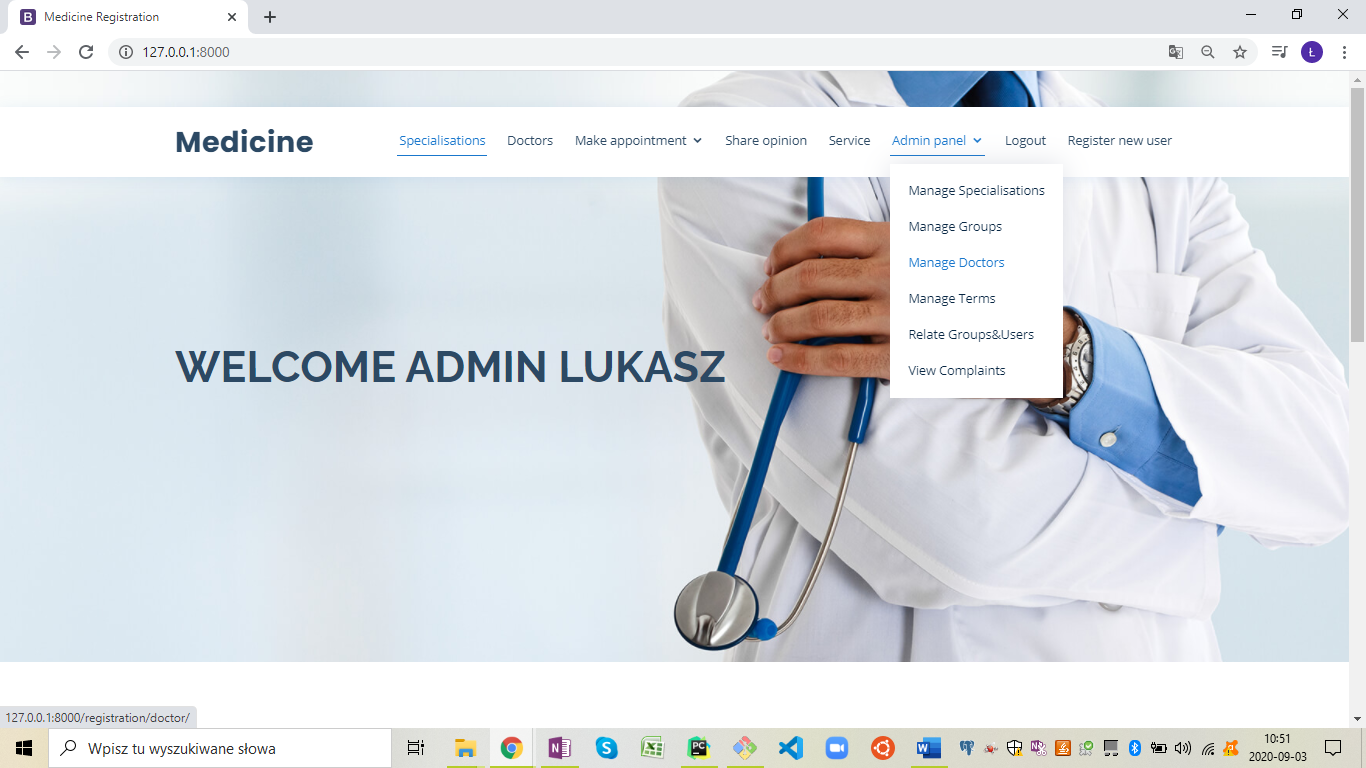 Medicine Registration
127.0.0.1:8000
Ł
Medicine
Specialisations Doctors Make appointment Share opinion Service Admin panel Logout Register new user
Manage Specialisations
Manage Groups
Manage Doctors
Manage Terms
Relate Groups&Users
View Complaints
WELCOME ADMIN LUKASZ
127.0.0.1:8000/registration/doctor/
Wpisz tu wyszukiwane słowa
10:51
2020-09-03